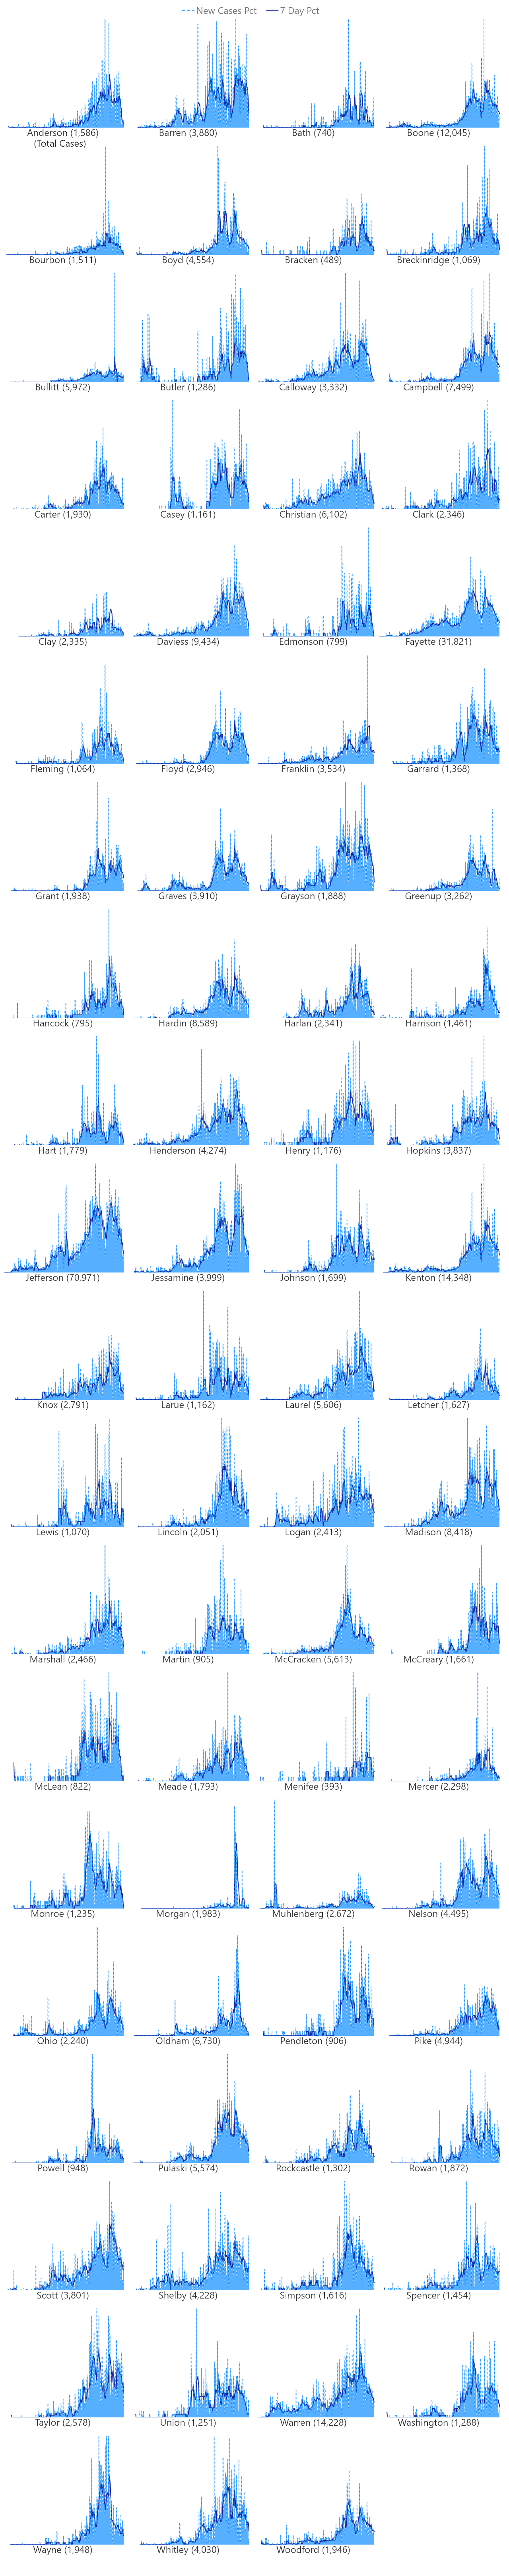 New Cases Pct 7 Day Pct
Anderson (1,586) Barren (3,880) Bath (740) Boone (12,045)
(Total Cases)
Bourbon (1,511) Boyd (4,554) Bracken (489) Breckinridge (1,069)
Bullitt (5,972) Butler (1,286) Calloway (3,332) Campbell (7,499)
Carter (1,930) Casey (1,161) Christian (6,102) Clark (2,346)
Clay (2,335) Daviess (9,434) Edmonson (799) Fayette (31,821)
Fleming (1,064) Floyd (2,946) Franklin (3,534) Garrard (1,368)
Grant (1,938) Graves (3,910) Grayson (1,888) Greenup (3,262)
Hancock (795) Hardin (8,589) Harlan (2,341) Harrison (1,461)
Hart (1,779) Henderson (4,274) Henry (1,176) Hopkins (3,837)
Jefferson (70,971) Jessamine (3,999) Johnson (1,699) Kenton (14,348)
Knox (2,791) Larue (1,162) Laurel (5,606) Letcher (1,627)
Lewis (1,070) Lincoln (2,051) Logan (2,413) Madison (8,418)
Marshall (2,466) Martin (905) McCracken (5,613) McCreary (1,661)
McLean (822) Meade (1,793) Menifee (393) Mercer (2,298)
Monroe (1,235) Morgan (1,983) Muhlenberg (2,672) Nelson (4,495)
Ohio (2,240) Oldham (6,730) Pendleton (906) Pike (4,944)
Powell (948) Pulaski (5,574) Rockcastle (1,302) Rowan (1,872)
Scott (3,801) Shelby (4,228) Simpson (1,616) Spencer (1,454)
Taylor (2,578) Union (1,251) Warren (14,228) Washington (1,288)
Wayne (1,948) Whitley (4,030) Woodford (1,946)